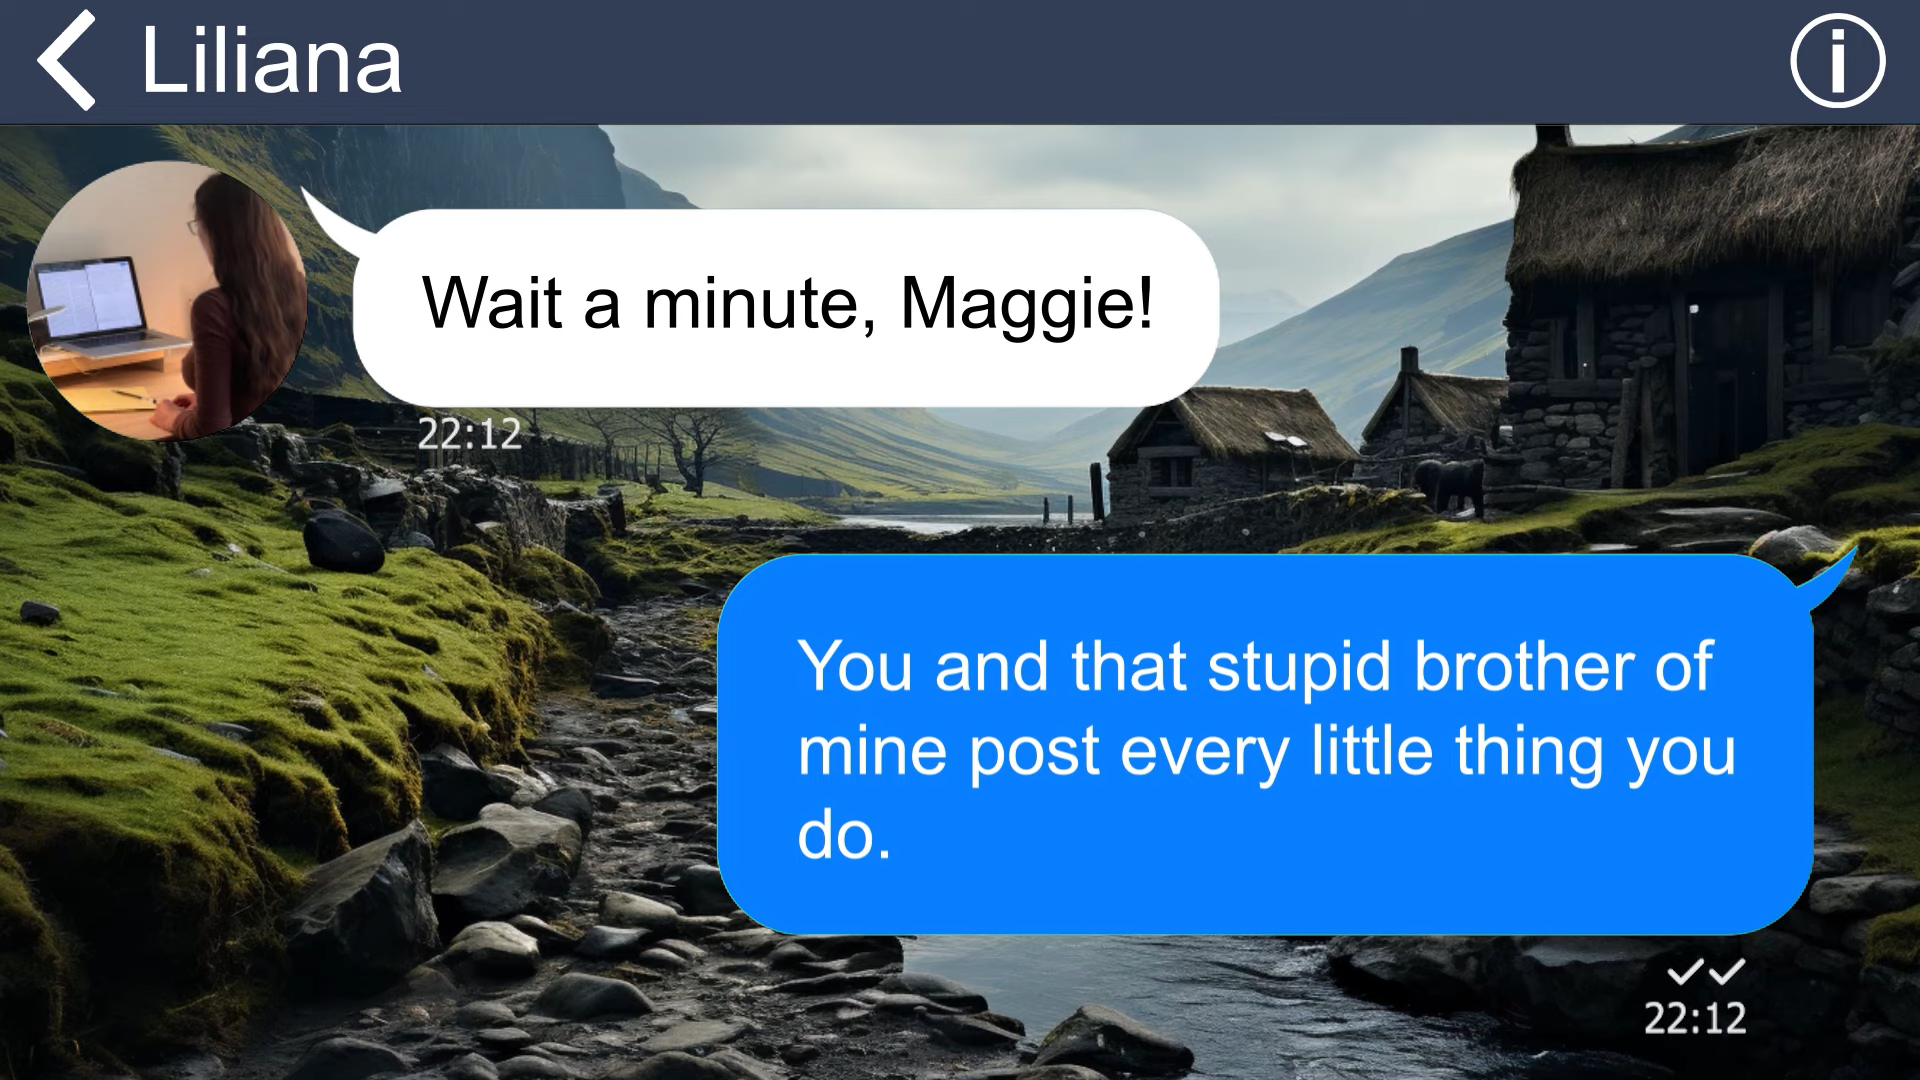 Liliana
Wait a minute, Maggie!
22:12
You and that stupid brother of
mine post every little thing you
do.
22:12